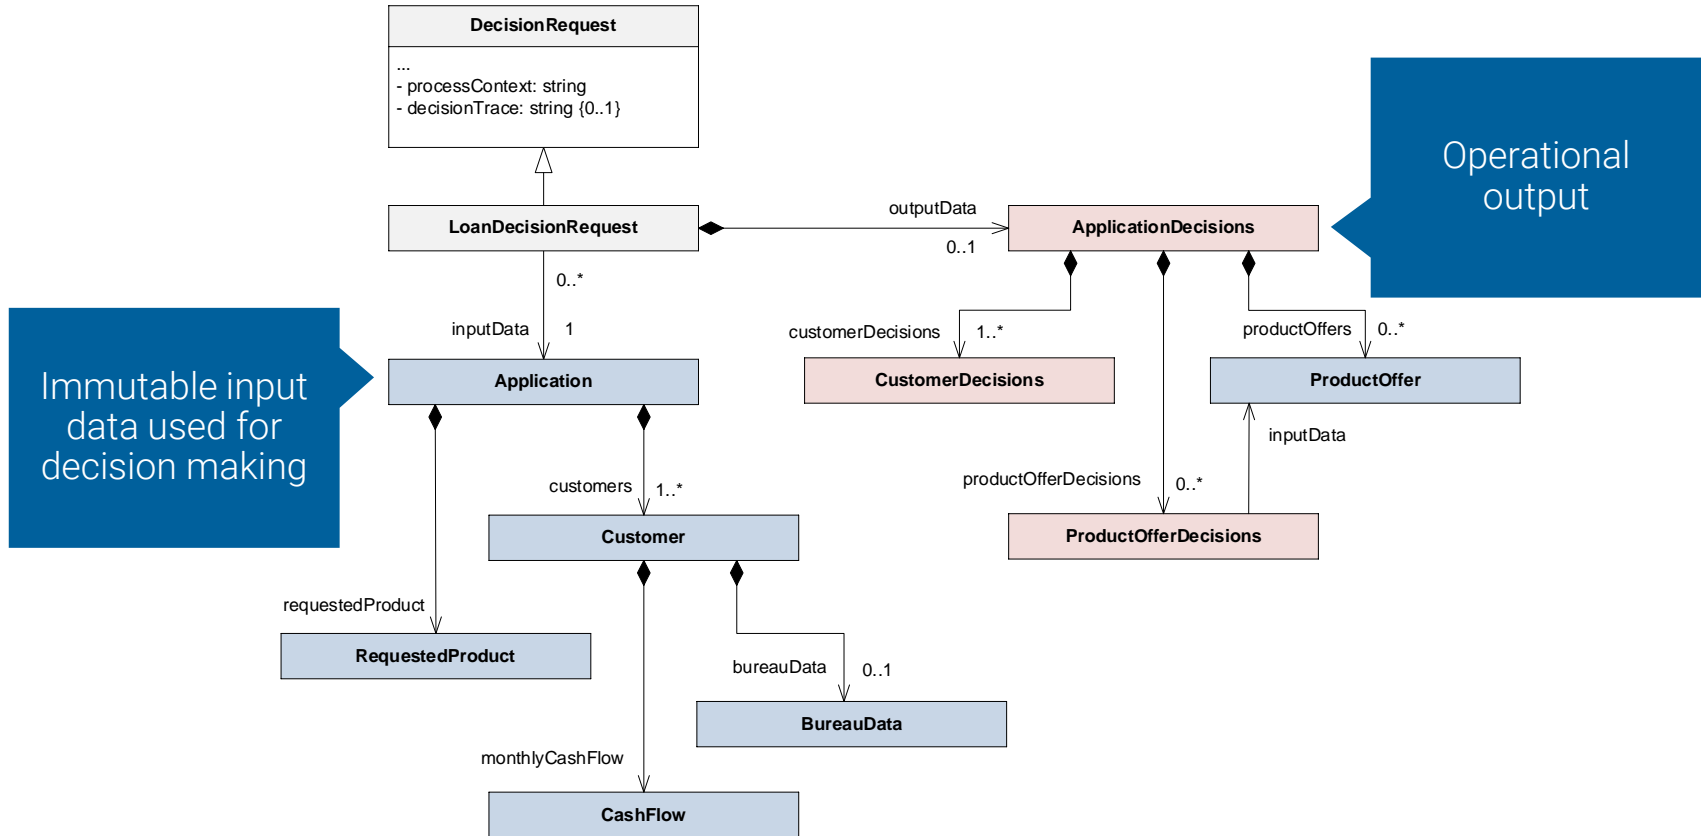 DecisionRequest
...
- processContext: string
- decisionTrace: string {0..1}
LoanDecisionRequest
outputData
0..1
ApplicationDecisions
Operational
output
0..*
inputData
1
customerDecisions
1..*
productOffers
0..*
Immutable input
data used for
decision making
Application
CustomerDecisions
ProductOffer
inputData
customers
1..*
productOfferDecisions
0..*
Customer
ProductOfferDecisions
requestedProduct
RequestedProduct
bureauData
0..1
BureauData
monthlyCashFlow
CashFlow